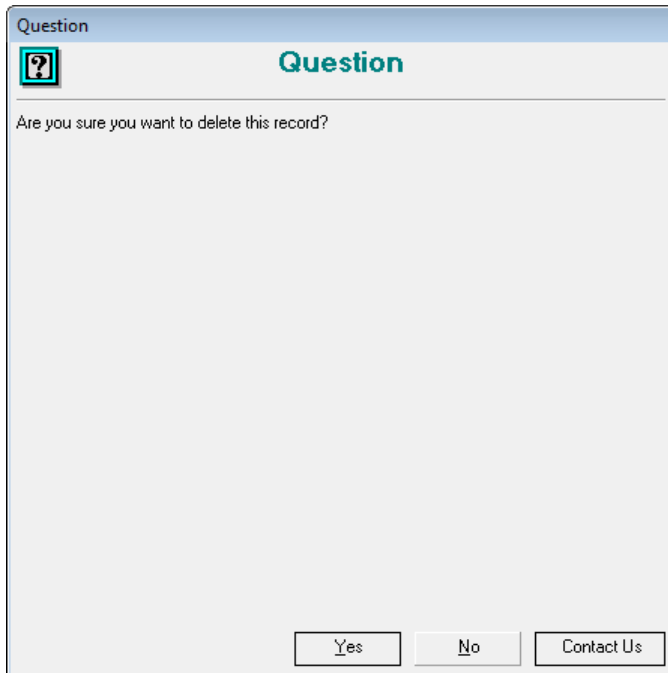 Question
Question
Are you sure you want to delete this record?
Yes
No
Contact Us